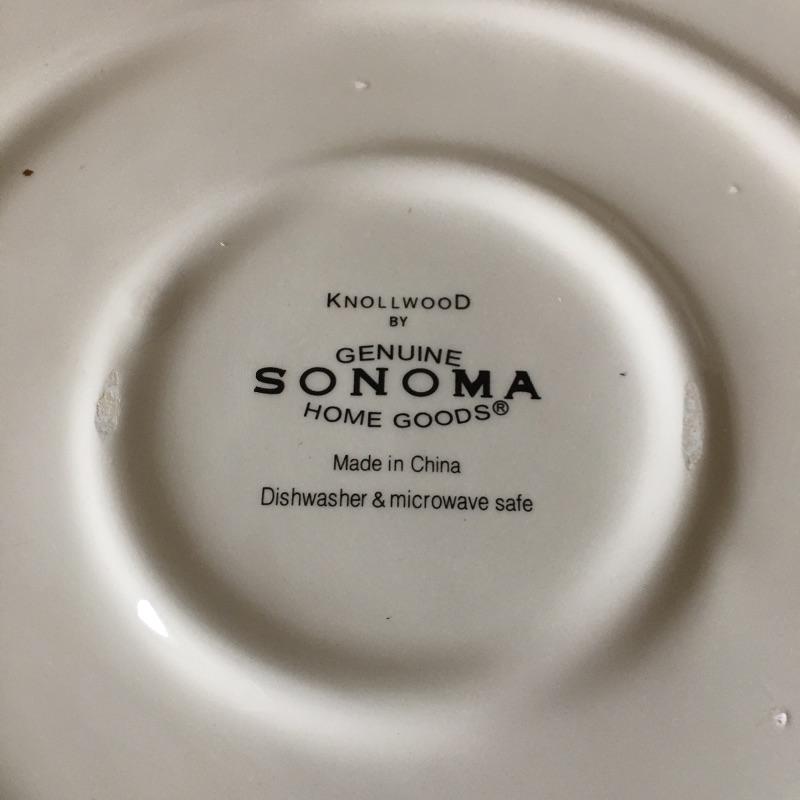 KNOLLWOOD
BY
GENUINE
SONOMA
HOME GOODS®
Made in China
Dishwasher & microwave safe